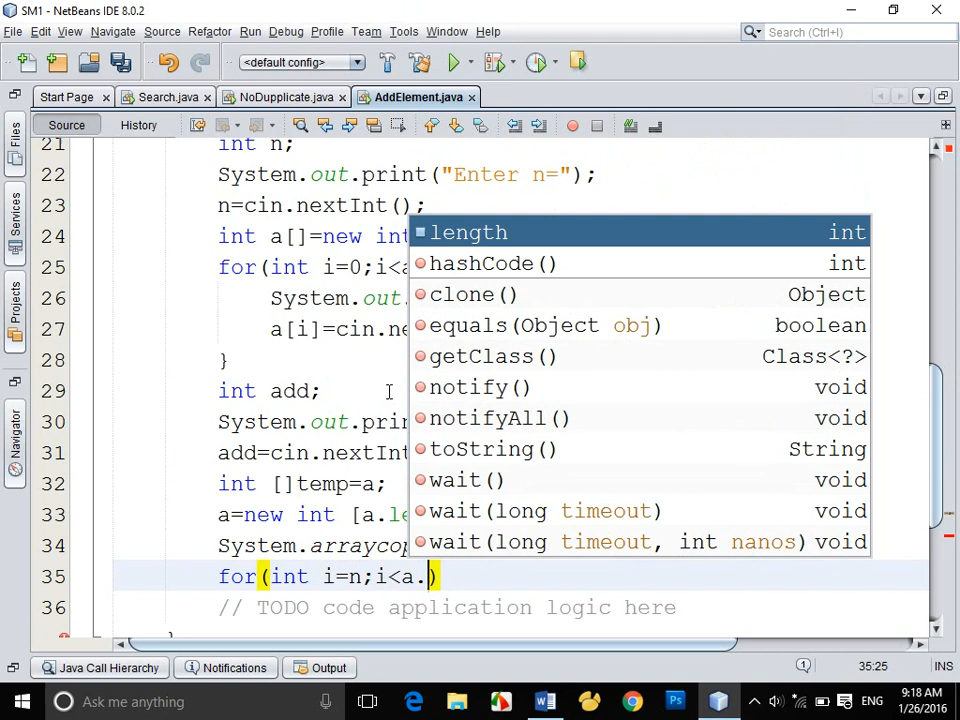 SM1 - NetBeans IDE 8.0.2
File Edit View Navigate Source Refactor Run Debug Profile Team Tools Window Help
Search (Ctrl+I)
<default config>
Start Page
Search.java
NoDupplicate.java
AddElement.java
Source
History
Files
Services
Projects
Navigator
21 int n;
22 System.out.print("Enter n=");
23 n=cin.nextInt();
24 int a[]=new int
25 for(int i=0;i<a
26 System.out.
27 a[i]=cin.ne
28 }
29 int add;
30 System.out.prin
31 add=cin.nextInt
32 int []temp=a;
33 a=new int [a.le
34 System.arraycop
35 for(int i=n;i<a.)
36 // TODO code application logic here
length int
hashCode() int
clone() Object
equals(Object obj) boolean
getClass() Class<?>
notify() void
notifyAll() void
toString() String
wait() void
wait(long timeout) void
wait(long timeout, int nanos) void
Java Call Hierarchy
Notifications
Output
1
35:25
INS
Ask me anything
ENG
9:18 AM
1/26/2016